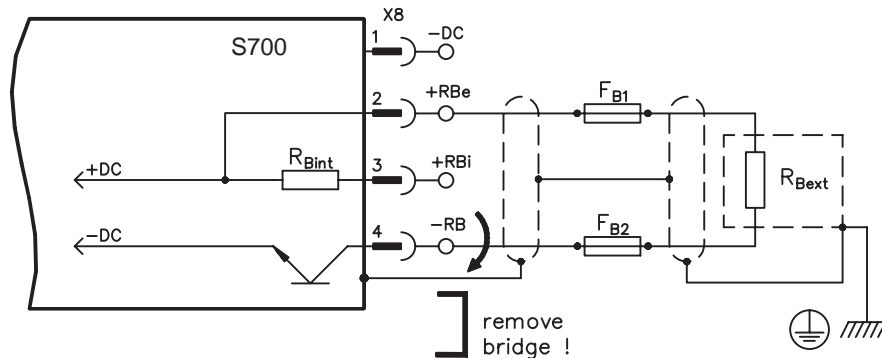 X8
S700
1
-DC
2
+RBe
F_B1
+DC
R_Bint
3
+RBi
R_Bext
-DC
4
-RB
F_B2
remove
bridge !